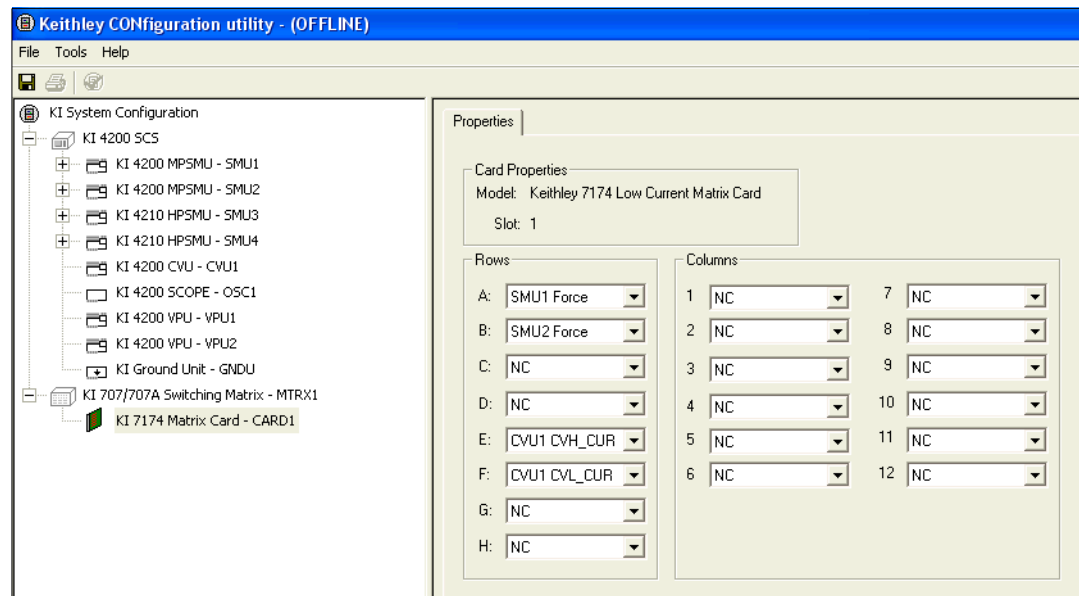 Keithley CONfiguration utility - (OFFLINE)
File Tools Help
KI System Configuration
KI 4200 SCS
KI 4200 MPSMU - SMU1
KI 4200 MPSMU - SMU2
KI 4210 HPSMU - SMU3
KI 4210 HPSMU - SMU4
KI 4200 CVU - CVU1
KI 4200 SCOPE - OSC1
KI 4200 VPU - VPU1
KI 4200 VPU - VPU2
KI Ground Unit - GNDU
KI 707/707A Switching Matrix - MTRX1
KI 7174 Matrix Card - CARD1
Properties
Card Properties
Model: Keithley 7174 Low Current Matrix Card
Slot: 1
Rows
A: SMU1 Force
B: SMU2 Force
C: NC
D: NC
E: CVU1 CVH_CUR
F: CVU1 CVL_CUR
G: NC
H: NC
Columns
1 NC 7 NC
2 NC 8 NC
3 NC 9 NC
4 NC 10 NC
5 NC 11 NC
6 NC 12 NC